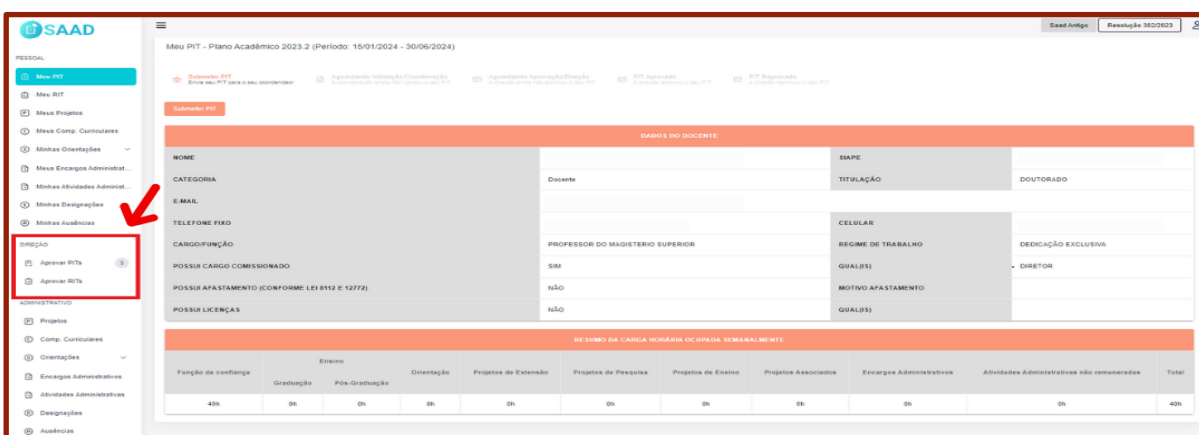 SAAD
Saad Antigo
Resolução 382/2023
Meu PIT - Plano Acadêmico 2023.2 (Período: 15/01/2024 - 30/06/2024)
PESSOAL
Meu PIT
Meu RIT
Meus Projetos
Meus Comp. Curriculares
Minhas Orientações
Meus Encargos Administrat...
Minhas Atividades Administ...
Minhas Designações
Minhas Ausências
DIREÇÃO
Aprovar PITs 3
Aprovar RITs
ADMINISTRATIVO
Projetos
Comp. Curriculares
Orientações
Encargos Administrativos
Atividades Administrativas
Designações
Ausências
Submeter PIT
Envie seu PIT para o seu coordenador
Aguardando Validação/Coordenação
Aguardando Aprovação/Direção
PIT Aprovado
PIT Reprovado
Submeter PIT
DADOS DO DOCENTE
NOME SIAPE
CATEGORIA Docente TITULAÇÃO DOUTORADO
E-MAIL
TELEFONE FIXO CELULAR
CARGO/FUNÇÃO PROFESSOR DO MAGISTERIO SUPERIOR REGIME DE TRABALHO DEDICAÇÃO EXCLUSIVA
POSSUI CARGO COMISSIONADO SIM QUAL(IS) • DIRETOR
POSSUI AFASTAMENTO (CONFORME LEI 8112 E 12772) NÃO MOTIVO AFASTAMENTO
POSSUI LICENÇAS NÃO QUAL(IS)
RESUMO DA CARGA HORÁRIA OCUPADA SEMANALMENTE
Ensino
Função de confiança Graduação Pós-Graduação Orientação Projetos de Extensão Projetos de Pesquisa Projetos de Ensino Projetos Associados Encargos Administrativos Atividades Administrativas não remuneradas Total
40h 0h 0h 0h 0h 0h 0h 0h 0h 0h 40h